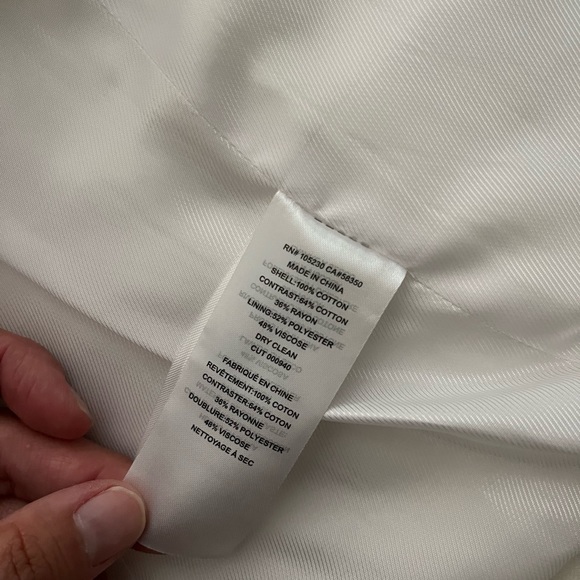 RN# 105230 CA#58350
MADE IN CHINA
SHELL:100% COTTON
CONTRAST:64% COTTON
36% RAYON
LINING:52% POLYESTER
48% VISCOSE
DRY CLEAN
CUT 000940
FABRIQUÉ EN CHINE
REVÊTEMENT:100% COTON
CONTRASTER:64% COTON
36% RAYONNE
DOUBLURE:52% POLYESTER
48% VISCOSE
NETTOYAGE À SEC